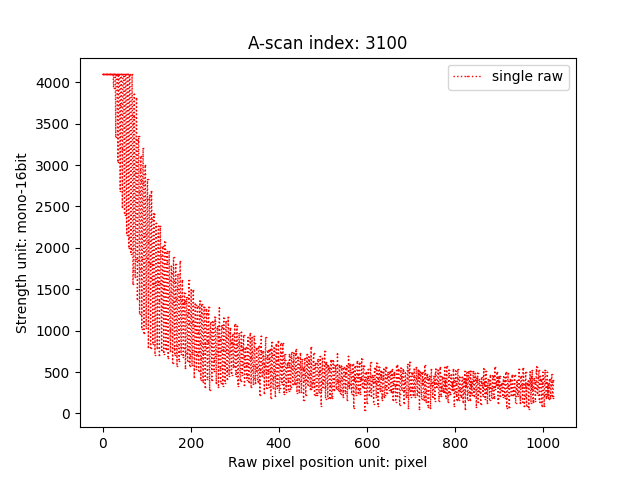 A-scan index: 3100
single raw
Strength unit: mono-16bit
4000
3500
3000
2500
2000
1500
1000
500
0
0 200 400 600 800 1000
Raw pixel position unit: pixel